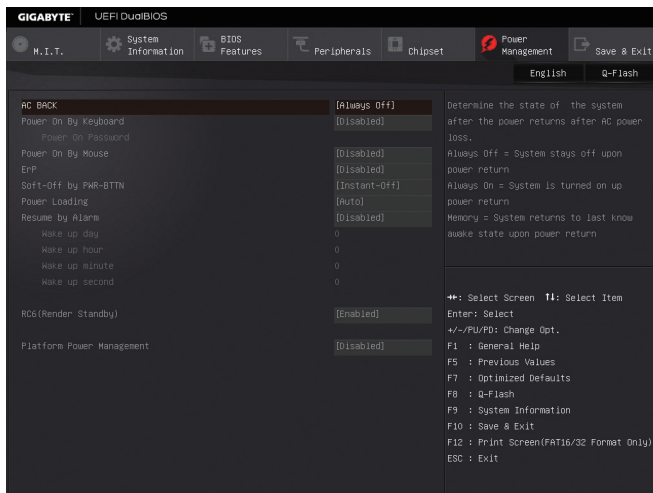 GIGABYTE™ UEFI DualBIOS
M.I.T.
System Information
BIOS Features
Peripherals
Chipset
Power Management
Save & Exit
English
Q-Flash
AC BACK [Always Off]
Power On By Keyboard [Disabled]
Power On Password
Power On By Mouse [Disabled]
ErP [Disabled]
Soft-Off by PWR-BTTN [Instant-Off]
Power Loading [Auto]
Resume by Alarm [Disabled]
Wake up day 0
Wake up hour 0
Wake up minute 0
Wake up second 0
RC6(Render Standby) [Enabled]
Platform Power Management [Disabled]
Determine the state of the system
after the power returns after AC power
loss.
Always Off = System stays off upon
power return
Always On = System is turned on up
power return
Memory = System returns to last know
awake state upon power return
→←: Select Screen ↑↓: Select Item
Enter: Select
+/-/PU/PD: Change Opt.
F1 : General Help
F5 : Previous Values
F7 : Optimized Defaults
F8 : Q-Flash
F9 : System Information
F10 : Save & Exit
F12 : Print Screen(FAT16/32 Format Only)
ESC : Exit